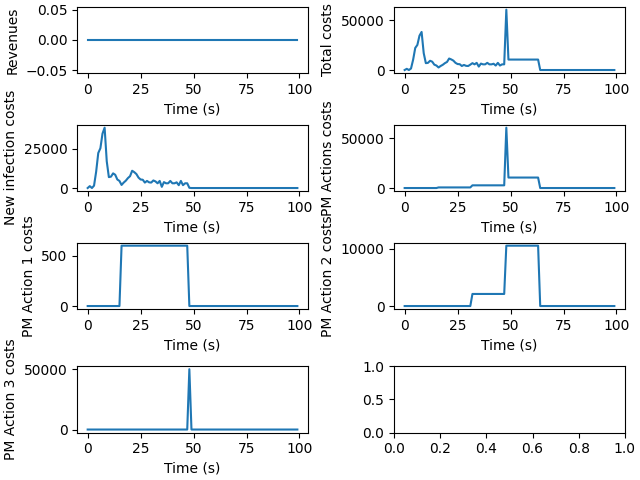 Revenues
0.05
0.00
−0.05
0 25 50 75 100
Time (s)
Total costs
50000
0
0 25 50 75 100
Time (s)
New infection costs
25000
0
0 25 50 75 100
Time (s)
PM Actions costs
50000
0
0 25 50 75 100
Time (s)
PM Action 1 costs
500
0
0 25 50 75 100
Time (s)
PM Action 2 costs
10000
0
0 25 50 75 100
Time (s)
PM Action 3 costs
50000
0
0 25 50 75 100
Time (s)
1.0
0.5
0.0
0.0 0.2 0.4 0.6 0.8 1.0